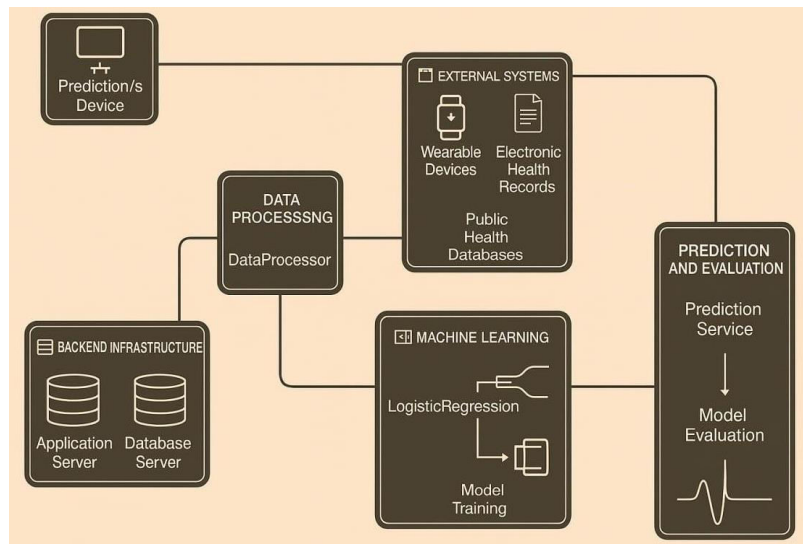 Prediction/s
Device
EXTERNAL SYSTEMS
Wearable
Devices
Electronic
Health
Records
Public
Health
Databases
DATA
PROCESSSNG
DataProcessor
BACKEND INFRASTRUCTURE
Application
Server
Database
Server
MACHINE LEARNING
LogisticRegression
Model
Training
PREDICTION
AND EVALUATION
Prediction
Service
Model
Evaluation